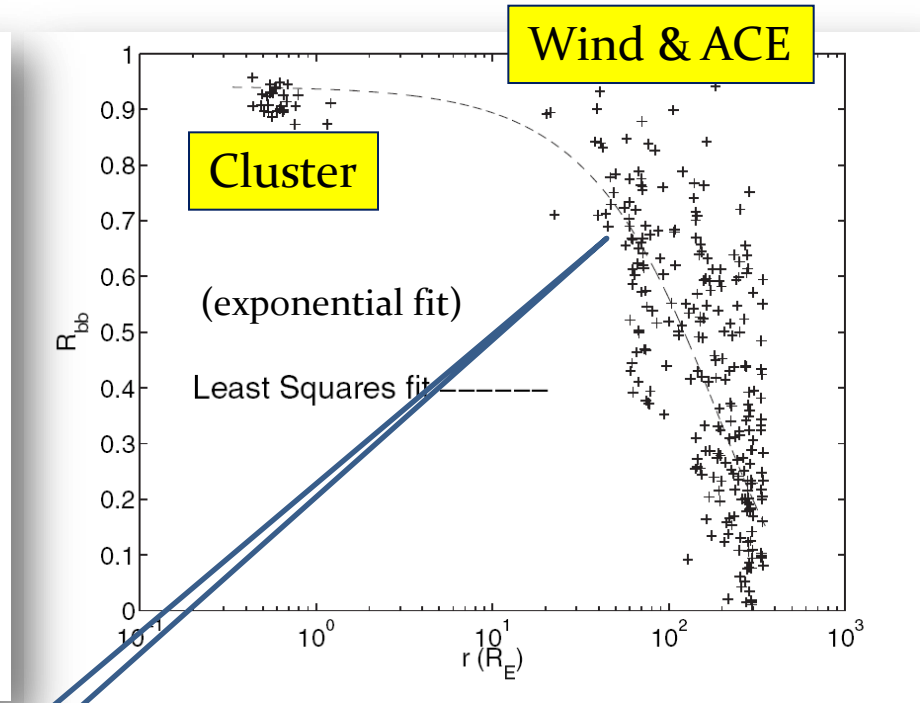 Wind & ACE
Cluster
(exponential fit)
Least Squares fit
R_bb
1
0.9
0.8
0.7
0.6
0.5
0.4
0.3
0.2
0.1
0
10^-1
10^0
10^1
10^2
10^3
r (R_E)